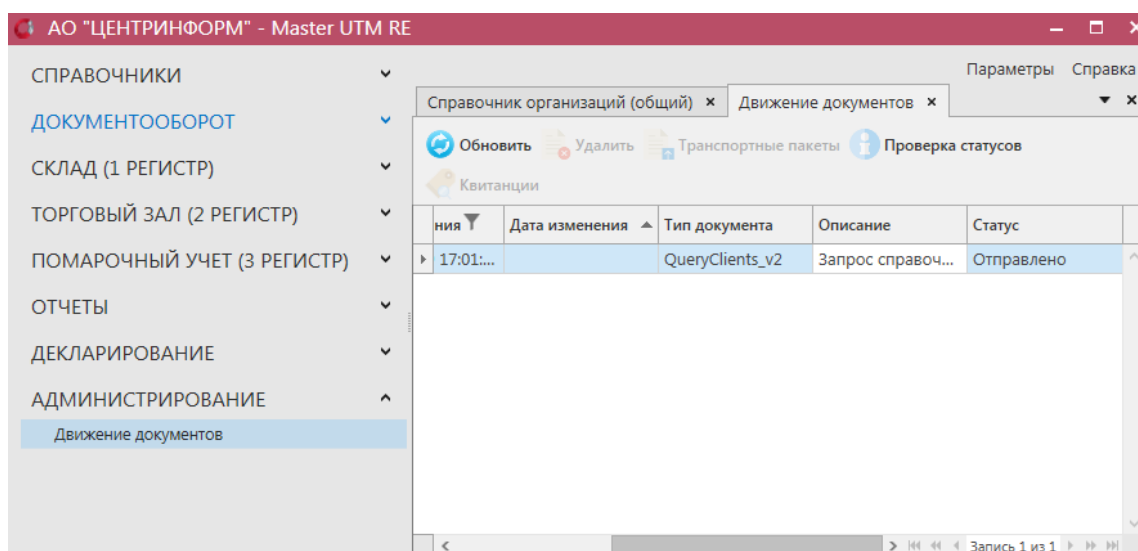 АО "ЦЕНТРИНФОРМ" - Master UTM RE
Параметры Справка
СПРАВОЧНИКИ
ДОКУМЕНТООБОРОТ
СКЛАД (1 РЕГИСТР)
ТОРГОВЫЙ ЗАЛ (2 РЕГИСТР)
ПОМАРОЧНЫЙ УЧЕТ (3 РЕГИСТР)
ОТЧЕТЫ
ДЕКЛАРИРОВАНИЕ
АДМИНИСТРИРОВАНИЕ
Движение документов
Справочник организаций (общий) Движение документов
Обновить Удалить Транспортные пакеты Проверка статусов
Квитанции
ния Дата изменения Тип документа Описание Статус
17:01:... QueryClients_v2 Запрос справоч... Отправлено
Запись 1 из 1